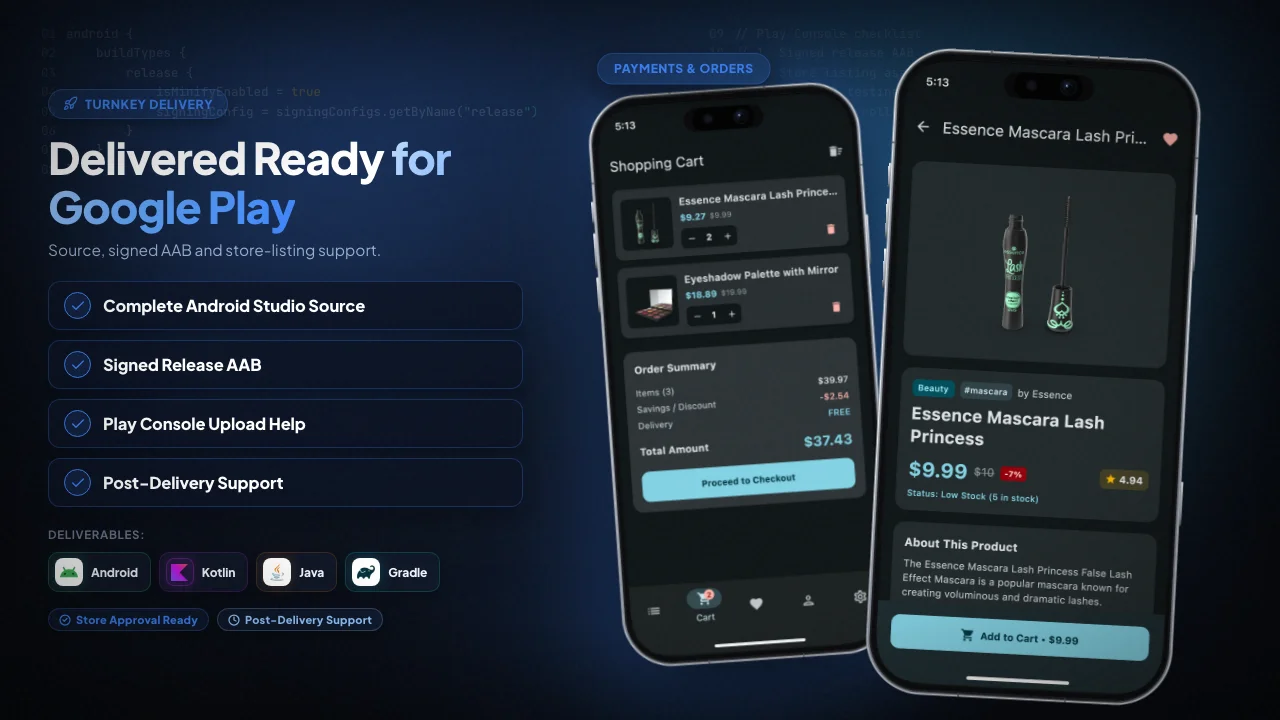 01 android {
buildTypes {
release {
isMinifyEnabled = true
signingConfig = signingConfigs.getByName("release")
}
09 // Play Console checklist
Signed release AAB
TURNKEY DELIVERY
Delivered Ready for
Google Play
Source, signed AAB and store-listing support.
Complete Android Studio Source
Signed Release AAB
Play Console Upload Help
Post-Delivery Support
DELIVERABLES:
Android
Kotlin
Java
Gradle
Store Approval Ready
Post-Delivery Support
PAYMENTS & ORDERS
5:13
Shopping Cart
Essence Mascara Lash Prince...
$9.27 $9.99
− 2 +
Eyeshadow Palette with Mirror
$18.89 $19.99
− 1 +
Order Summary
Items (3) $39.97
Savings / Discount -$2.54
Delivery FREE
Total Amount $37.43
Proceed to Checkout
2
Cart
5:13
Essence Mascara Lash Pri...
Lash
Beauty #mascara by Essence
Essence Mascara Lash
Princess
$9.99 $10 -7% 4.94
Status: Low Stock (5 in stock)
About This Product
The Essence Mascara Lash Princess False Lash
Effect Mascara is a popular mascara known for
creating voluminous and dramatic lashes.
Add to Cart • $9.99